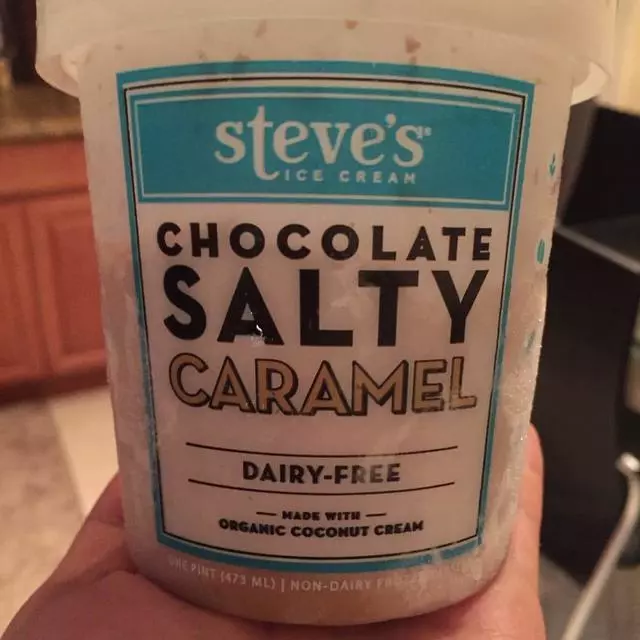 steve's®
ICE CREAM
CHOCOLATE
SALTY
CARAMEL
DAIRY-FREE
MADE WITH
ORGANIC COCONUT CREAM
ONE PINT (473 ML) | NON-DAIRY